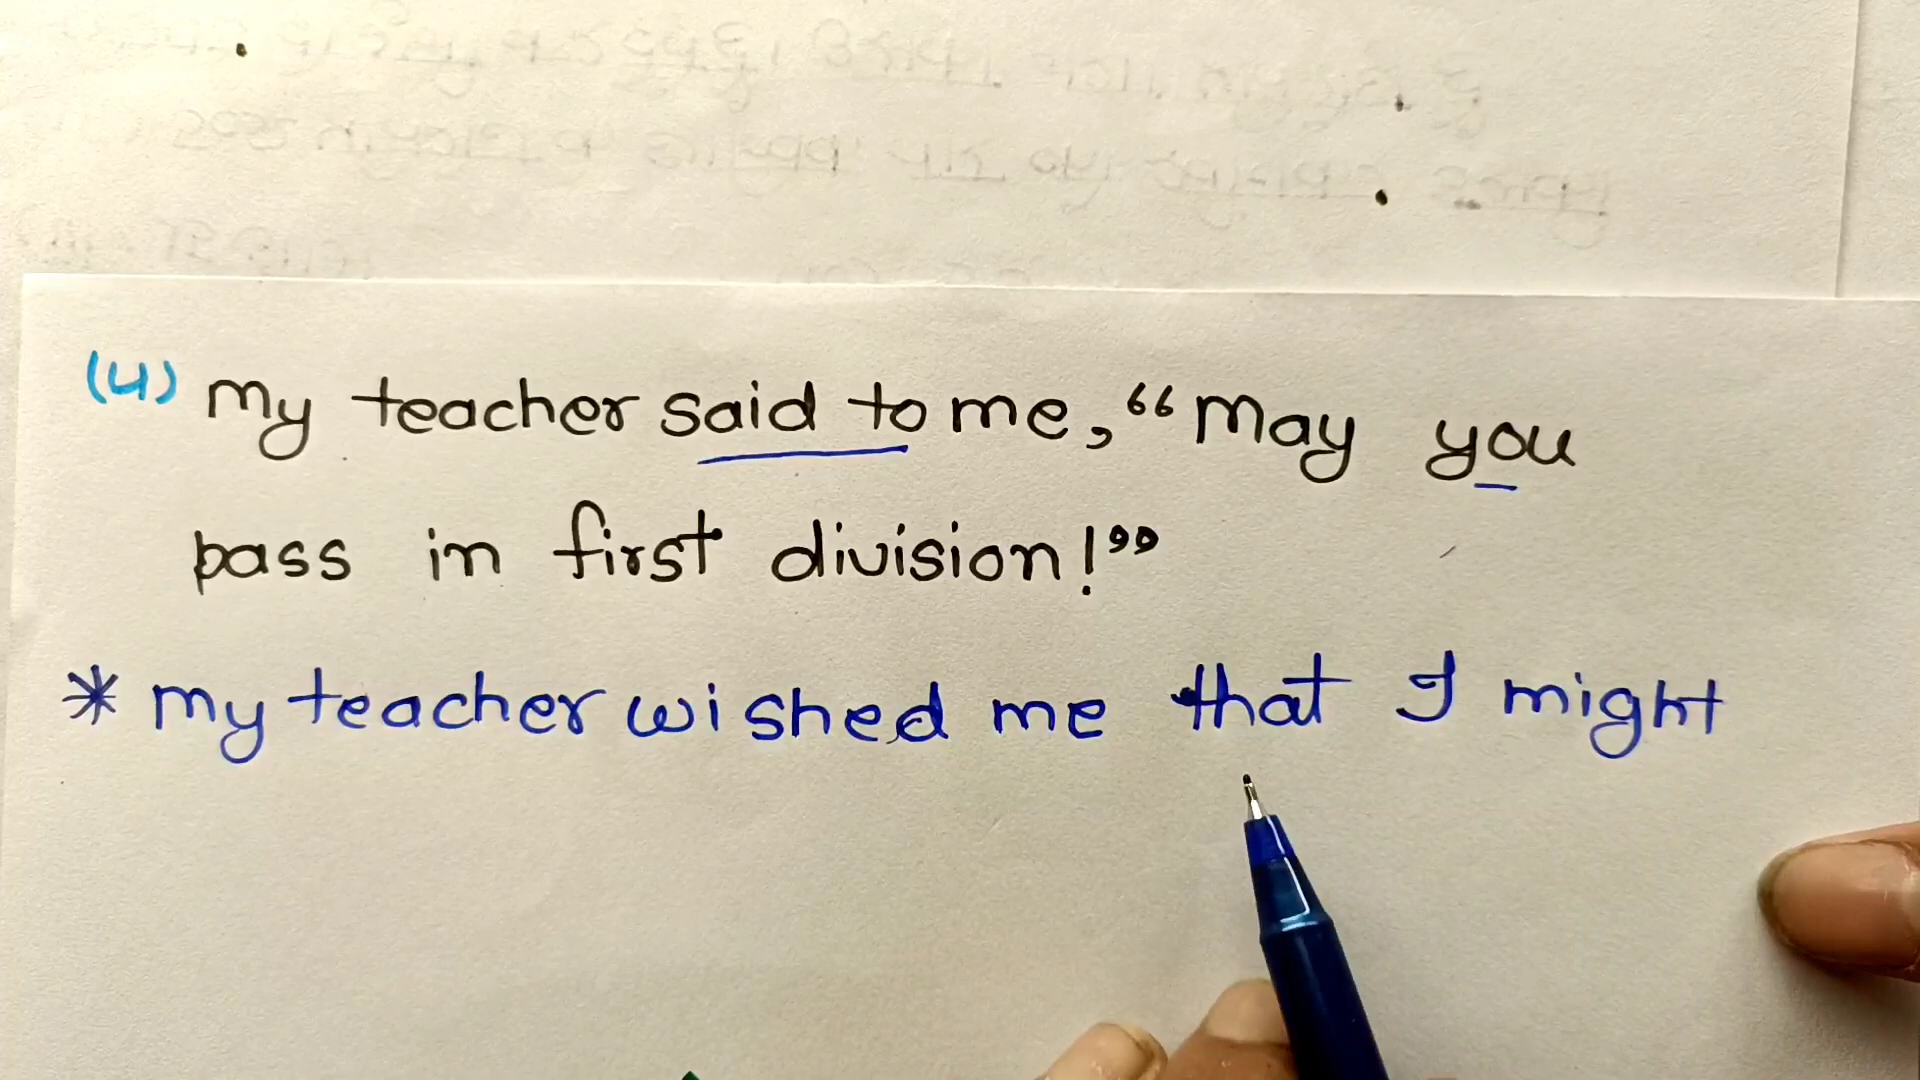 (4) My teacher said to me, “May you
pass in first division!”
* My teacher wished me that I might